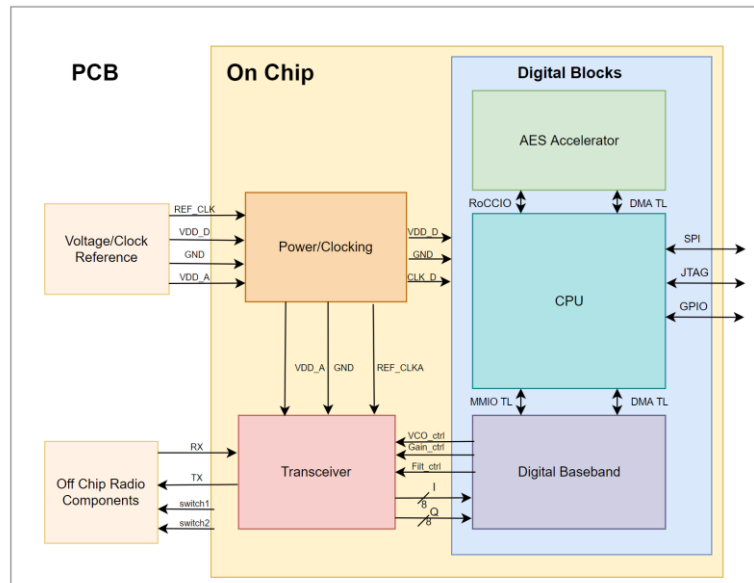 PCB
On Chip
Digital Blocks
AES Accelerator
RoCCIO
DMA TL
REF_CLK
VDD_D
GND
VDD_A
Voltage/Clock
Reference
Power/Clocking
VDD_D
GND
CLK_D
CPU
SPI
JTAG
GPIO
VDD_A
GND
REF_CLKA
MMIO TL
DMA TL
RX
TX
switch1
switch2
Off Chip Radio
Components
Transceiver
VCO_ctrl
Gain_ctrl
Filt_ctrl
I
8
Q
8
Digital Baseband